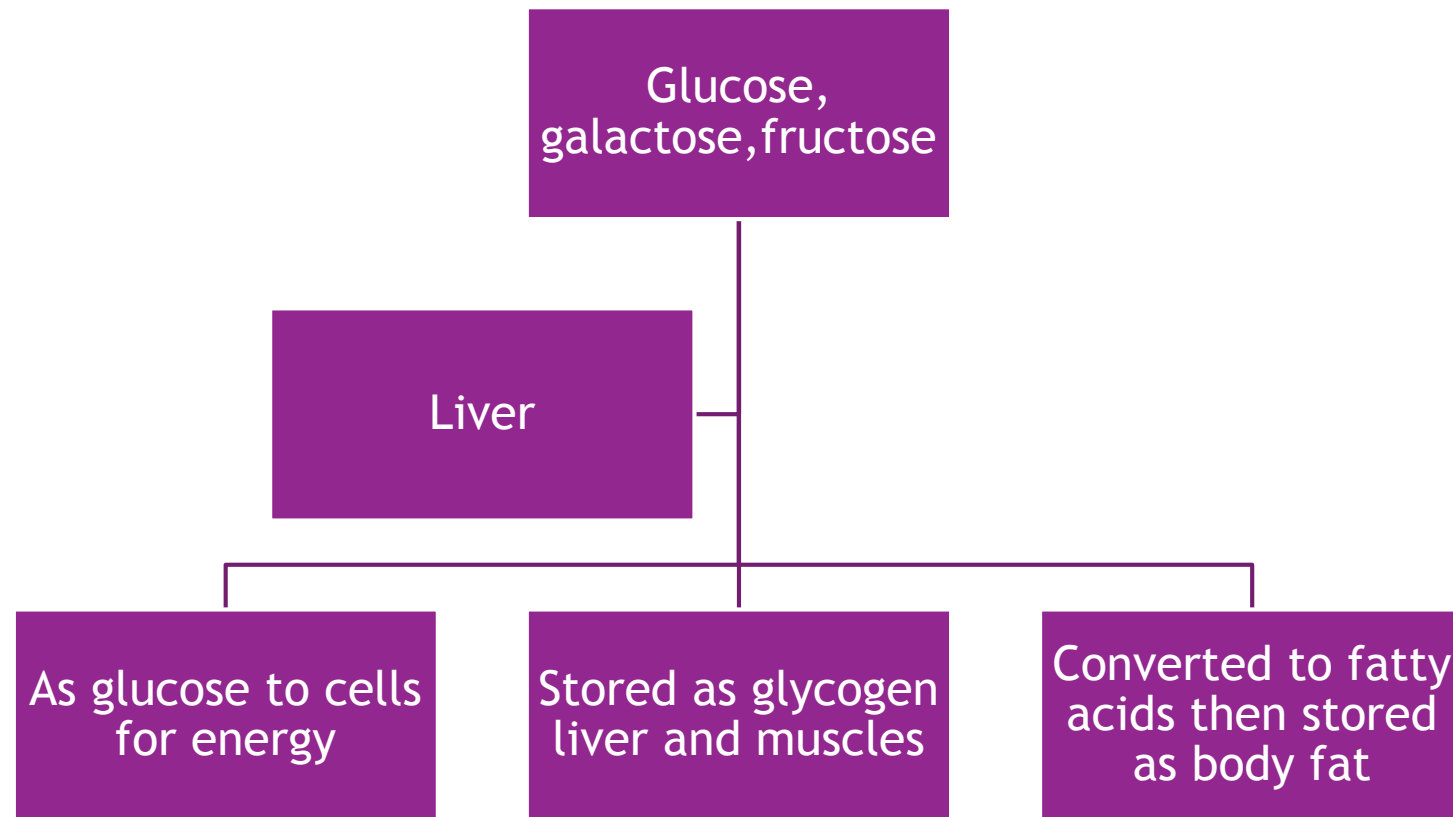 Glucose,
galactose,fructose
Liver
As glucose to cells
for energy
Stored as glycogen
liver and muscles
Converted to fatty
acids then stored
as body fat